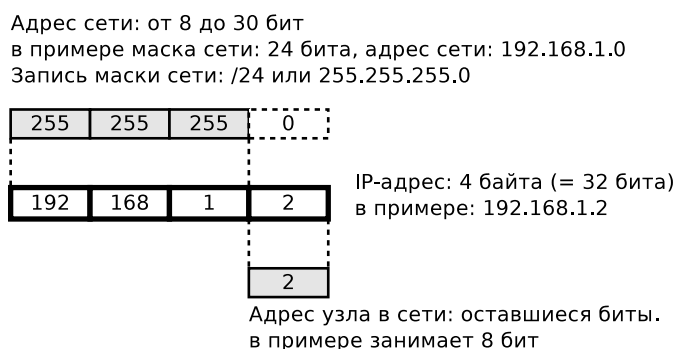 Адрес сети: от 8 до 30 бит
в примере маска сети: 24 бита, адрес сети: 192.168.1.0
Запись маски сети: /24 или 255.255.255.0
255 255 255 0
IP-адрес: 4 байта (= 32 бита)
192 168 1 2
в примере: 192.168.1.2
2
Адрес узла в сети: оставшиеся биты.
в примере занимает 8 бит